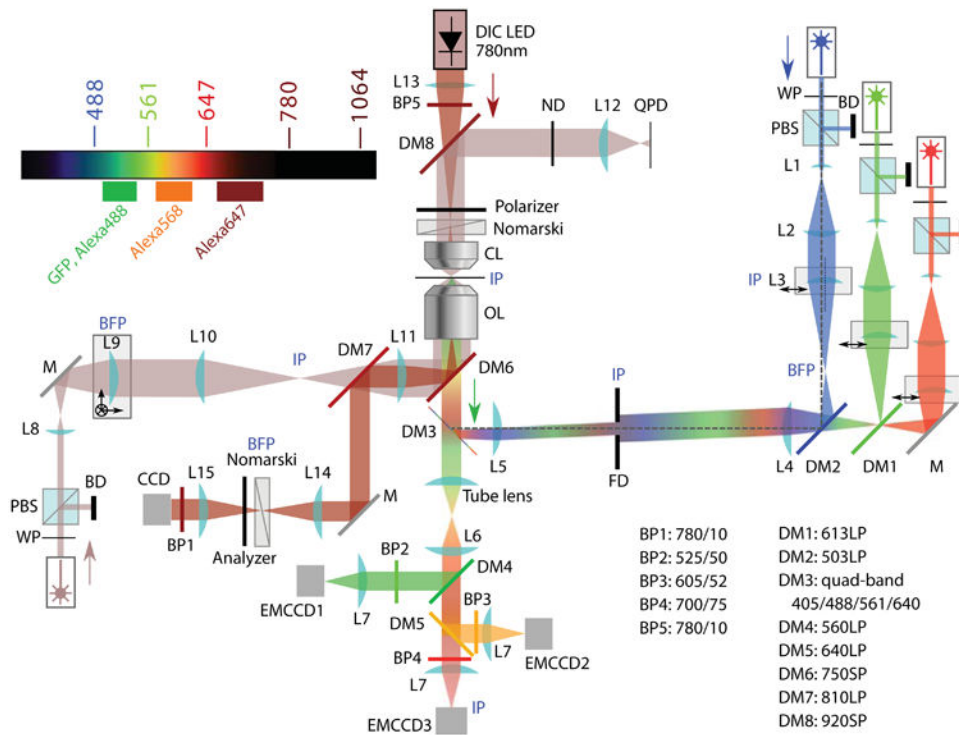 DIC LED
780nm
L13
BP5
DM8
ND
L12
QPD
488
561
647
780
1064
GFP, Alexa488
Alexa568
Alexa647
Polarizer
Nomarski
CL
IP
OL
WP
PBS
BD
L1
L2
IP
L3
BD
BFP
BFP
L9
M
L10
IP
DM7
L11
DM6
DM3
L5
IP
FD
L4
DM2
DM1
M
L8
PBS
BD
WP
CCD
L15
BFP
Nomarski
L14
M
BP1
Analyzer
Tube lens
L6
BP2
DM4
EMCCD1
L7
BP3
DM5
L7
EMCCD2
BP4
L7
IP
EMCCD3
BP1: 780/10
BP2: 525/50
BP3: 605/52
BP4: 700/75
BP5: 780/10
DM1: 613LP
DM2: 503LP
DM3: quad-band
405/488/561/640
DM4: 560LP
DM5: 640LP
DM6: 750SP
DM7: 810LP
DM8: 920SP